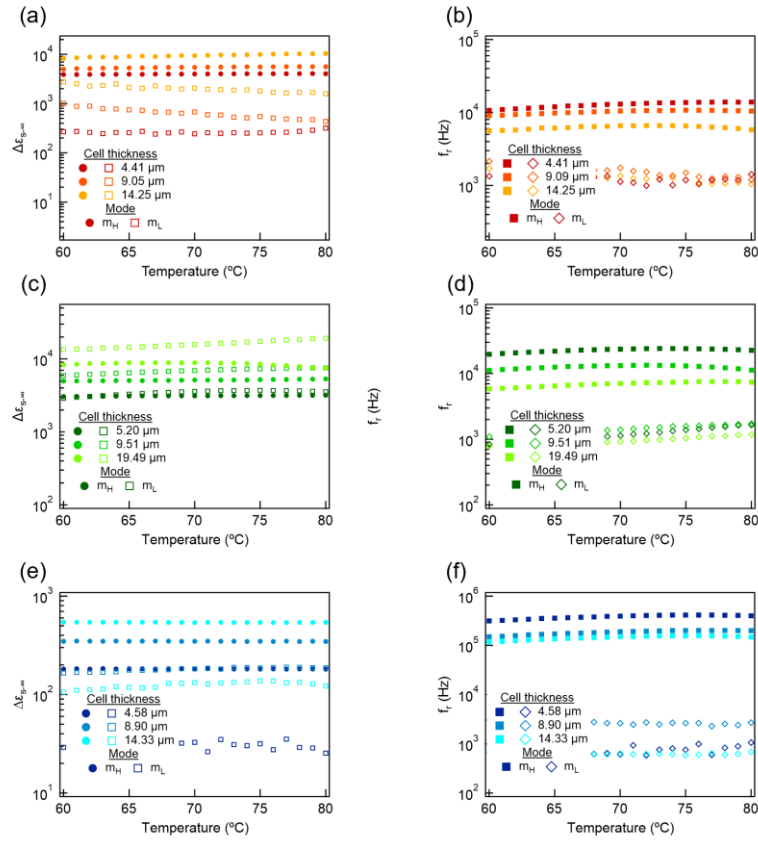 (a)
Δε_S-∞
10⁴
10³
10²
10¹
Cell thickness
4.41 µm
9.05 µm
14.25 µm
Mode
m_H m_L
60 65 70 75 80
Temperature (ºC)
(b)
f_r (Hz)
10⁵
10⁴
10³
Cell thickness
4.41 µm
9.09 µm
14.25 µm
Mode
m_H m_L
60 65 70 75 80
Temperature (ºC)
(c)
Δε_S-∞
10⁴
10³
10²
Cell thickness
5.20 µm
9.51 µm
19.49 µm
Mode
m_H m_L
60 65 70 75 80
Temperature (ºC)
f_r (Hz)
(d)
f_r
10⁵
10⁴
10³
10²
Cell thickness
5.20 µm
9.51 µm
19.49 µm
Mode
m_H m_L
60 65 70 75 80
Temperature (ºC)
(e)
Δε_S-∞
10³
10²
10¹
Cell thickness
4.58 µm
8.90 µm
14.33 µm
Mode
m_H m_L
60 65 70 75 80
Temperature (ºC)
(f)
f_r (Hz)
10⁶
10⁵
10⁴
10³
10²
Cell thickness
4.58 µm
8.90 µm
14.33 µm
Mode
m_H m_L
60 65 70 75 80
Temperature (ºC)